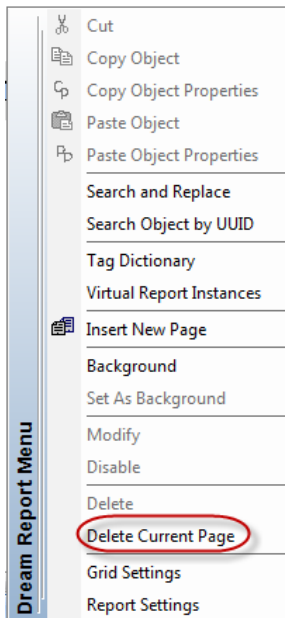 Cut
Copy Object
Copy Object Properties
Paste Object
Paste Object Properties
Search and Replace
Search Object by UUID
Tag Dictionary
Virtual Report Instances
Insert New Page
Background
Set As Background
Modify
Disable
Delete
Delete Current Page
Grid Settings
Report Settings
Dream Report Menu